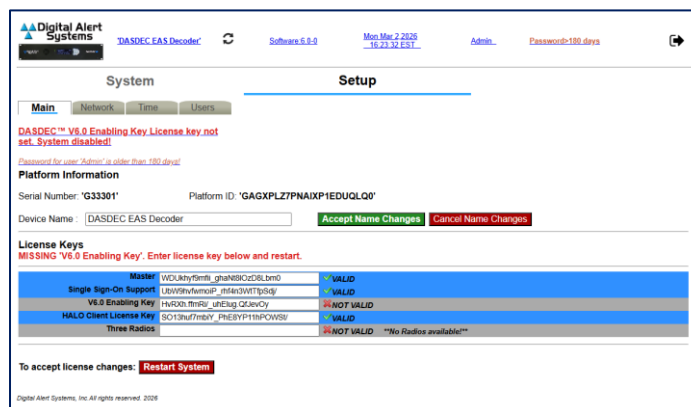 Digital Alert
Systems
'DASDEC EAS Decoder'
Software:6.0-0
Mon Mar 2,2026
16:23:32 EST
Admin
Password>180 days
System
Setup
Main
Network
Time
Users
DASDEC™ V6.0 Enabling Key License key not
set. System disabled!
Password for user 'Admin' is older than 180 days!
Platform Information
Serial Number: 'G33301' Platform ID: 'GAGXPLZ7PNAIXP1EDUQLQ0'
Device Name : DASDEC EAS Decoder Accept Name Changes Cancel Name Changes
License Keys
MISSING 'V6.0 Enabling Key'. Enter license key below and restart.
Master VALID
Single Sign-On Support VALID
V6.0 Enabling Key NOT VALID
HALO Client License Key VALID
Three Radios NOT VALID **No Radios available!**
To accept license changes: Restart System
Digital Alert Systems, Inc.All rights reserved. 2026